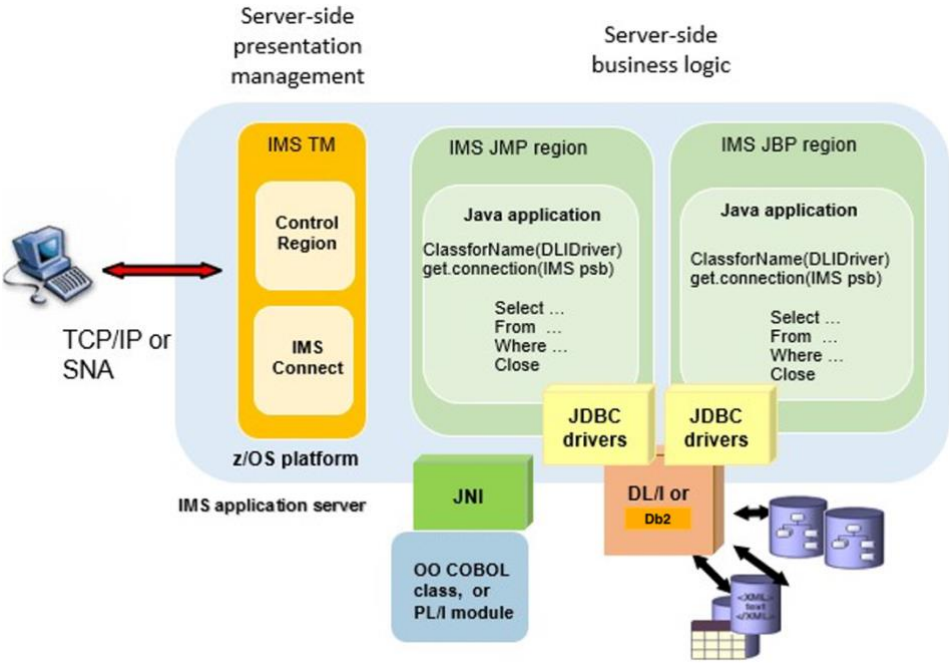 Server-side
presentation
management
Server-side
business logic
IMS TM
Control
Region
IMS
Connect
z/OS platform
IMS application server
TCP/IP or
SNA
IMS JMP region
Java application
ClassforName(DLIDriver)
get.connection(IMS psb)
Select ...
From ...
Where ...
Close
IMS JBP region
Java application
ClassforName(DLIDriver)
get.connection(IMS psb)
Select ...
From ...
Where ...
Close
JDBC
drivers
JDBC
drivers
JNI
OO COBOL
class, or
PL/I module
DL/I or
Db2
<XML>
text
</XML>